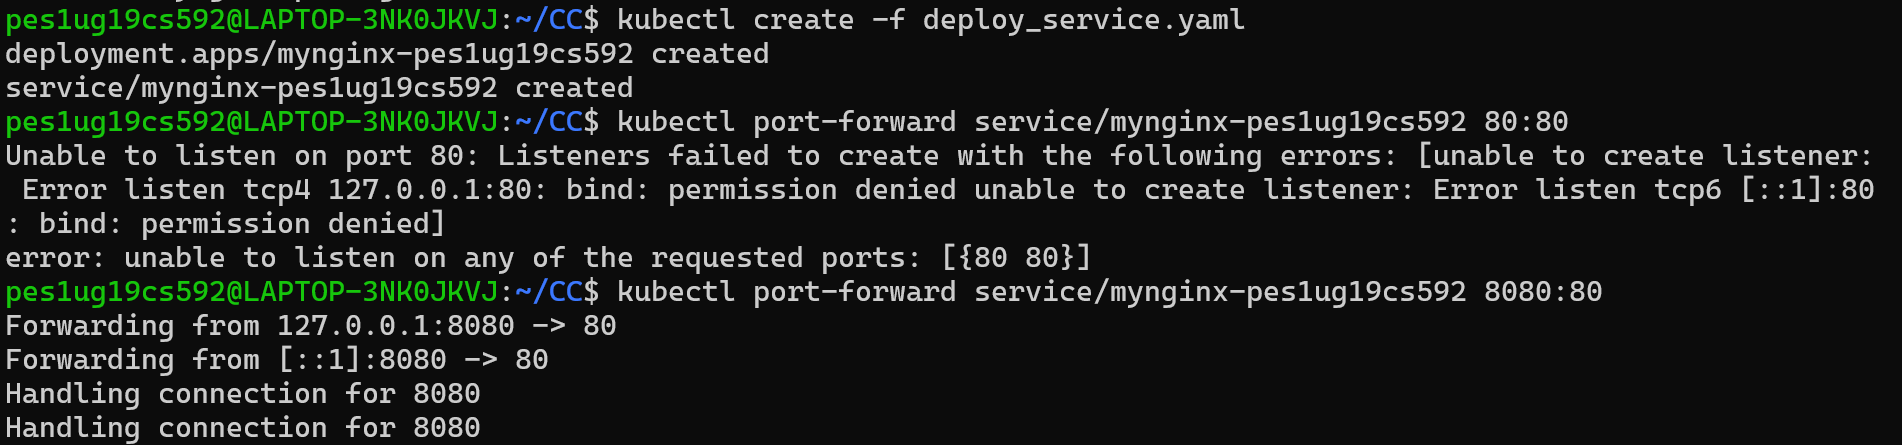 pes1ug19cs592@LAPTOP-3NK0JKVJ:~/CC$ kubectl create -f deploy_service.yaml
deployment.apps/mynginx-pes1ug19cs592 created
service/mynginx-pes1ug19cs592 created
pes1ug19cs592@LAPTOP-3NK0JKVJ:~/CC$ kubectl port-forward service/mynginx-pes1ug19cs592 80:80
Unable to listen on port 80: Listeners failed to create with the following errors: [unable to create listener:
 Error listen tcp4 127.0.0.1:80: bind: permission denied unable to create listener: Error listen tcp6 [::1]:80
: bind: permission denied]
error: unable to listen on any of the requested ports: [{80 80}]
pes1ug19cs592@LAPTOP-3NK0JKVJ:~/CC$ kubectl port-forward service/mynginx-pes1ug19cs592 8080:80
Forwarding from 127.0.0.1:8080 -> 80
Forwarding from [::1]:8080 -> 80
Handling connection for 8080
Handling connection for 8080